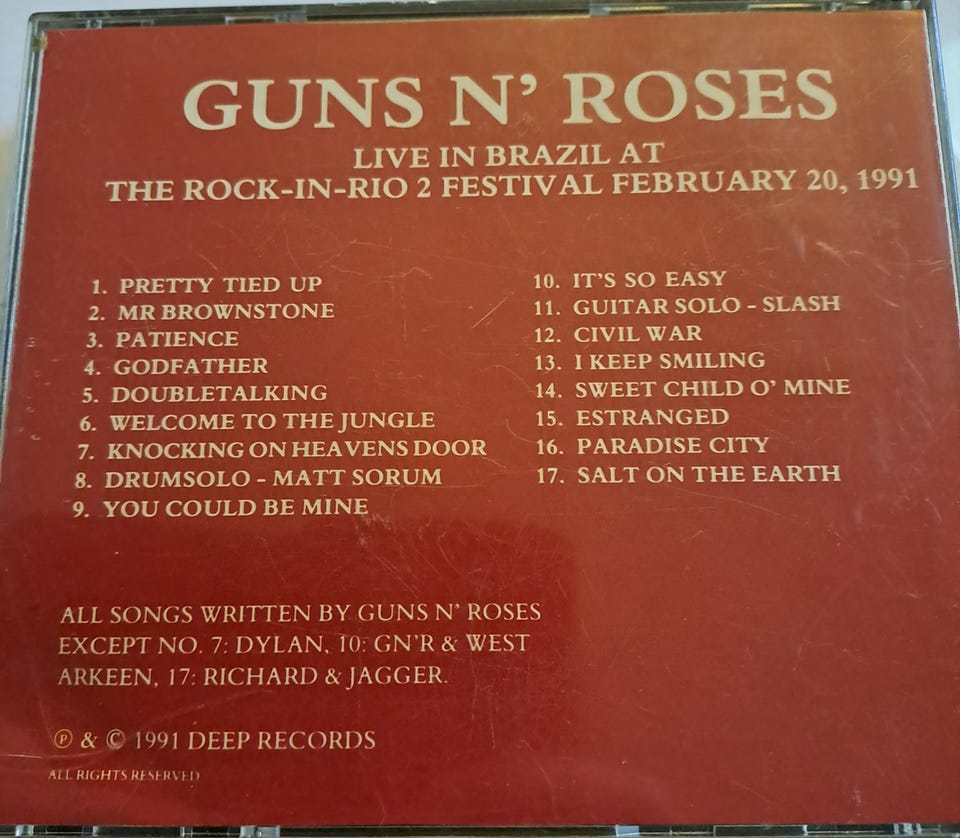 GUNS N' ROSES
LIVE IN BRAZIL AT
THE ROCK-IN-RIO 2 FESTIVAL FEBRUARY 20, 1991
1. PRETTY TIED UP
2. MR BROWNSTONE
3. PATIENCE
4. GODFATHER
5. DOUBLETALKING
6. WELCOME TO THE JUNGLE
7. KNOCKING ON HEAVENS DOOR
8. DRUMSOLO - MATT SORUM
9. YOU COULD BE MINE
10. IT'S SO EASY
11. GUITAR SOLO - SLASH
12. CIVIL WAR
13. I KEEP SMILING
14. SWEET CHILD O' MINE
15. ESTRANGED
16. PARADISE CITY
17. SALT ON THE EARTH
ALL SONGS WRITTEN BY GUNS N' ROSES
EXCEPT NO. 7: DYLAN, 10: GN'R & WEST
ARKEEN, 17: RICHARD & JAGGER.
℗ & © 1991 DEEP RECORDS
ALL RIGHTS RESERVED